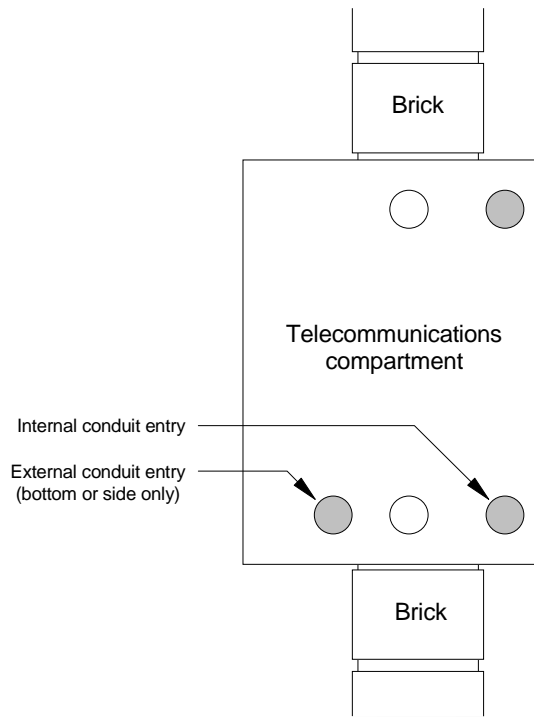 Brick
Telecommunications
compartment
Internal conduit entry
External conduit entry
(bottom or side only)
Brick